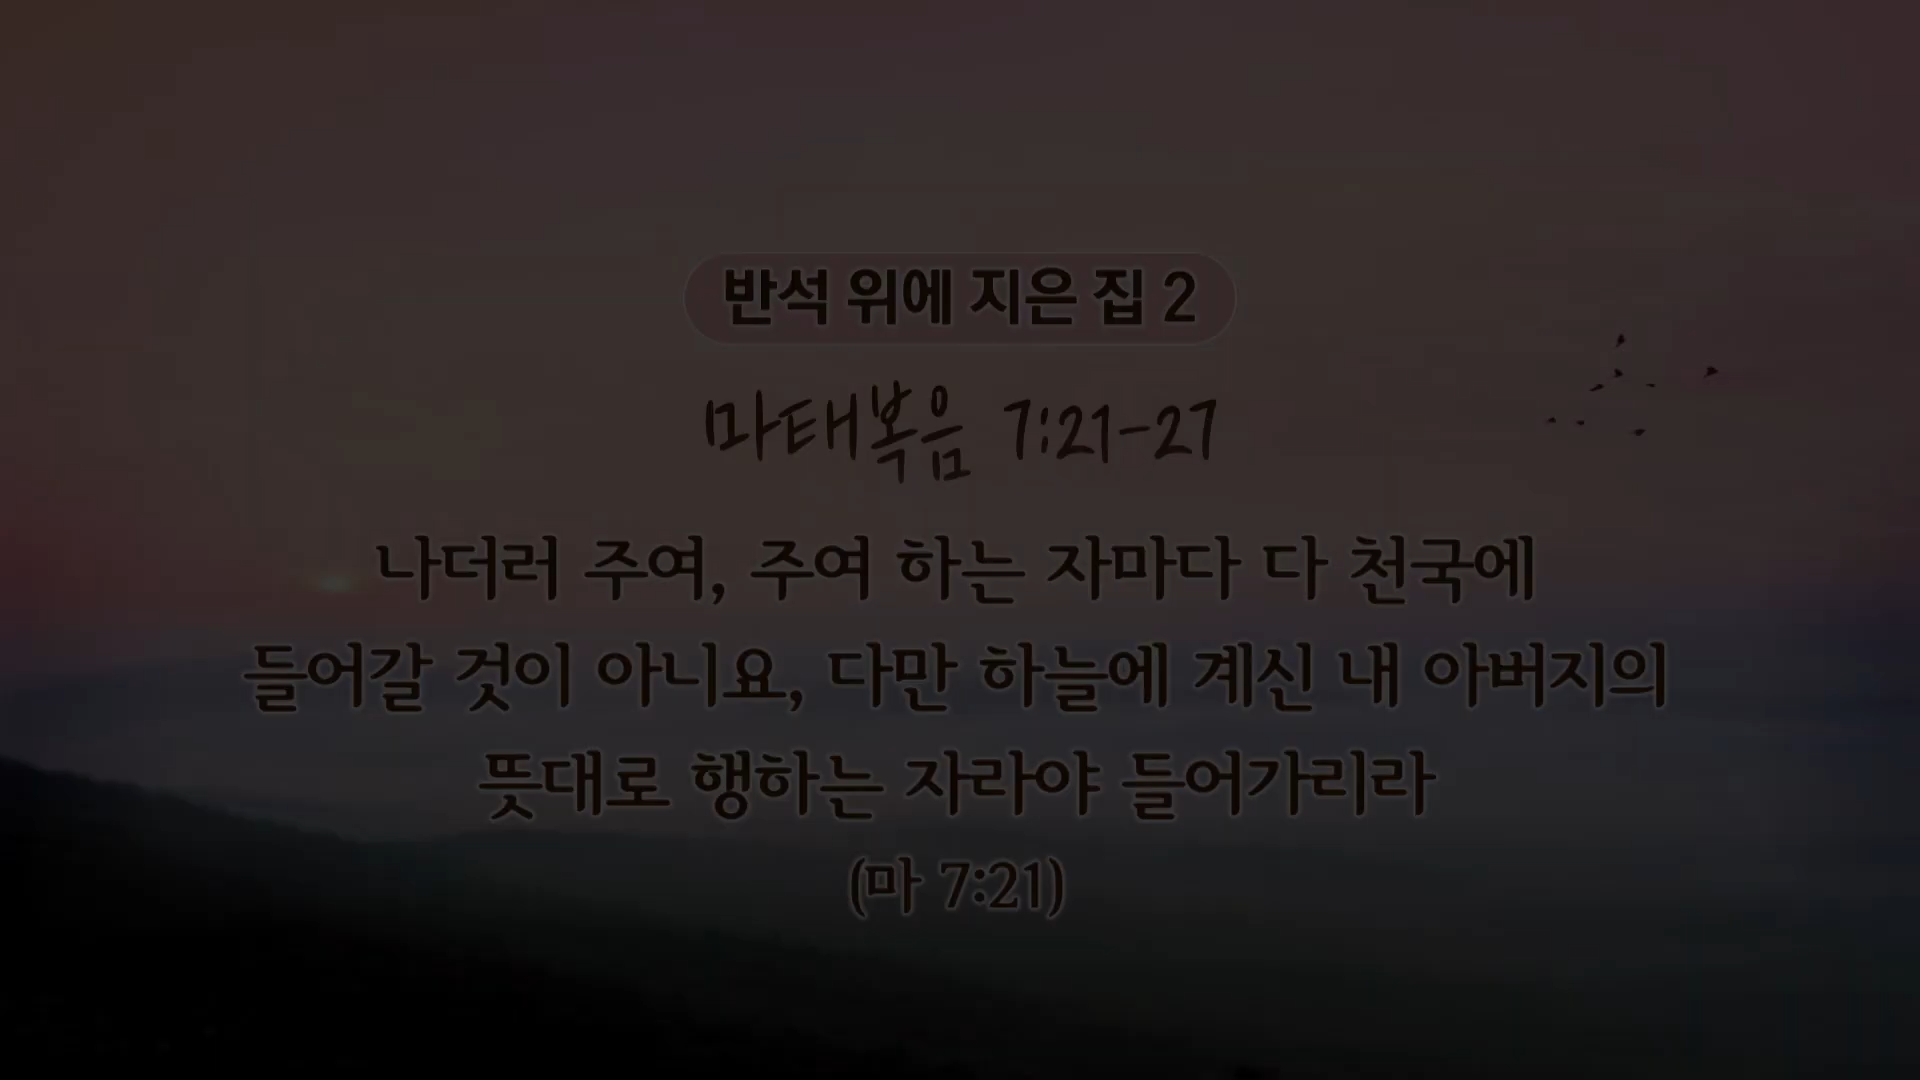 반석 위에 지은 집 2
마태복음 7:21-27
나더러 주여, 주여 하는 자마다 다 천국에
들어갈 것이 아니요, 다만 하늘에 계신 내 아버지의
뜻대로 행하는 자라야 들어가리라
(마 7:21)